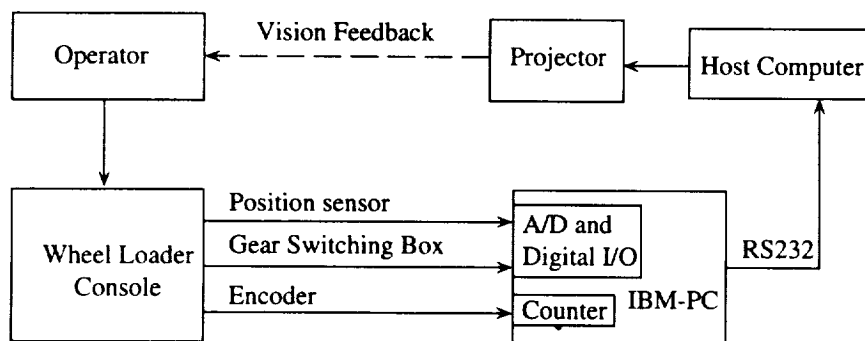 Vision Feedback
Operator
Projector
Host Computer
Position sensor
A/D and
Digital I/O
Gear Switching Box
RS232
Wheel Loader
Console
Encoder
Counter
IBM-PC